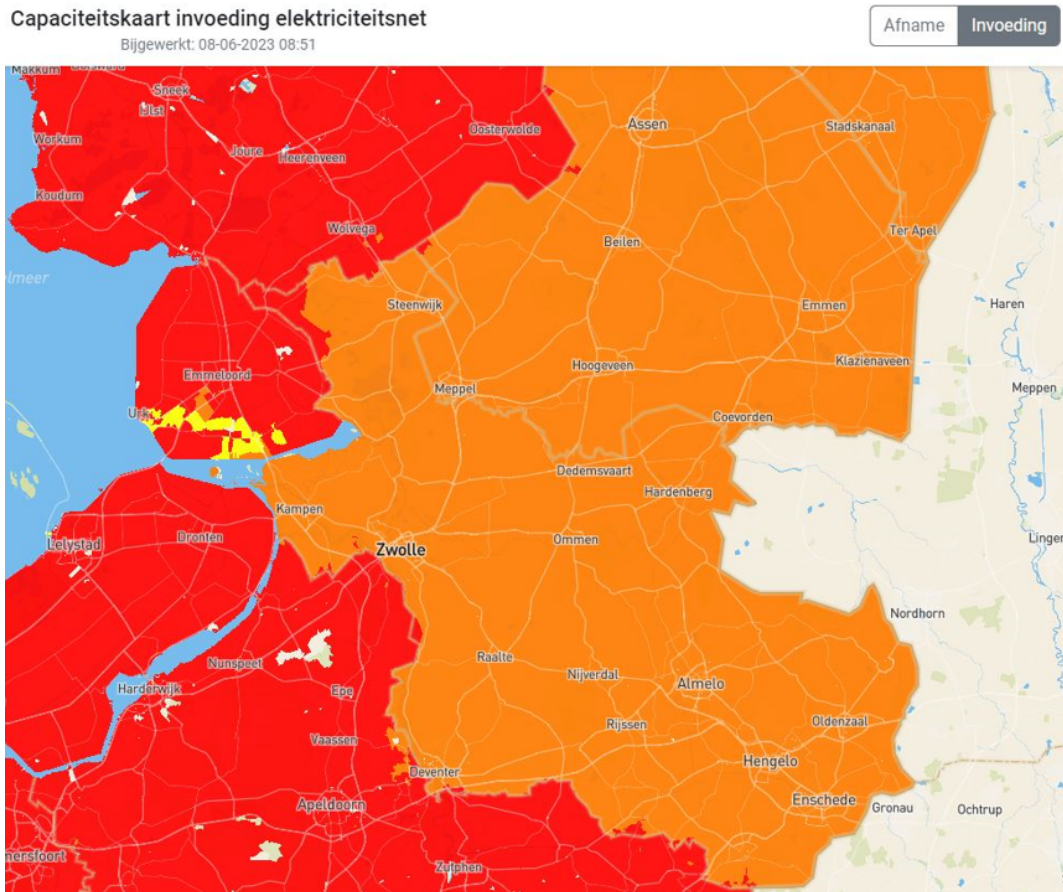 Capaciteitskaart invoeding elektriciteitsnet
Bijgewerkt: 08-06-2023 08:51
Afname Invoeding
Makkum
Sneek
IJlst
Oosterwolde
Assen
Stadskanaal
Workum
Joure
Heerenveen
Koudum
Wolvega
Beilen
Ter Apel
elmeer
Steenwijk
Emmen
Haren
Emmeloord
Hoogeveen
Klazienaveen
Meppel
Meppen
Urk
Coevorden
Dedemsvaart
Hardenberg
Kampen
Lelystad
Dronten
Zwolle
Ommen
Lingen
Nordhorn
Nunspeet
Raalte
Nijverdal
Almelo
Harderwijk
Epe
Rijssen
Oldenzaal
Vaassen
Deventer
Hengelo
Apeldoorn
Enschede
Gronau
Ochtrup
mersfoort
Zutphen